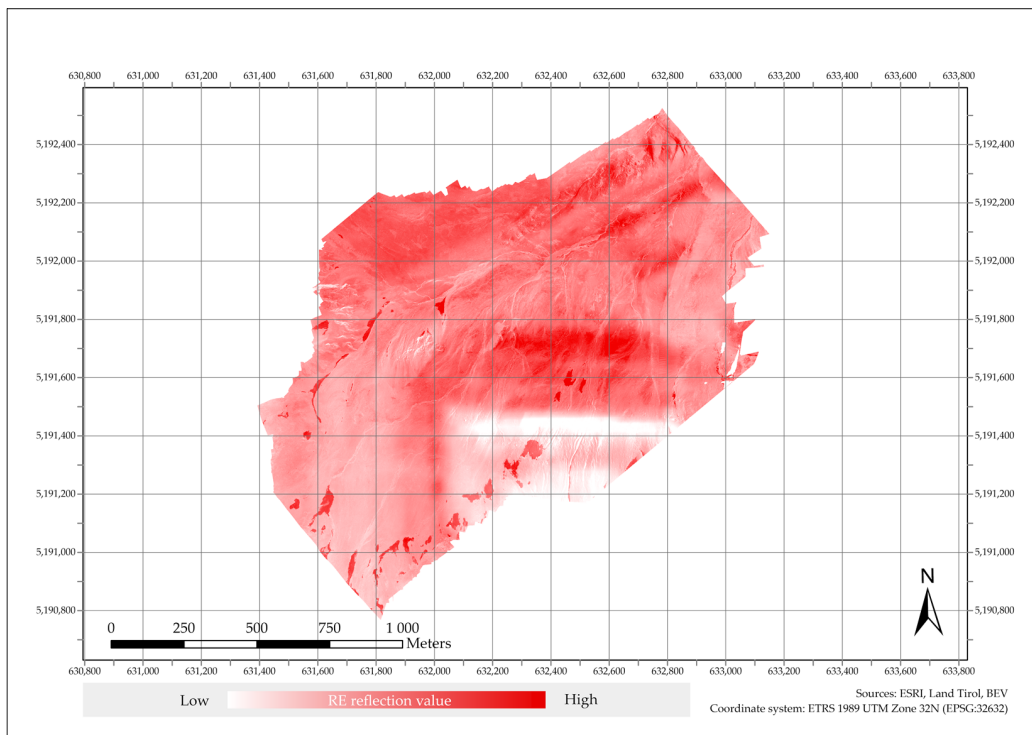 630,800 631,000 631,200 631,400 631,600 631,800 632,000 632,200 632,400 632,600 632,800 633,000 633,200 633,400 633,600 633,800
5,192,400 5,192,400
5,192,200 5,192,200
5,192,000 5,192,000
5,191,800 5,191,800
5,191,600 5,191,600
5,191,400 5,191,400
5,191,200 5,191,200
5,191,000 5,191,000
N
5,190,800 5,190,800
0 250 500 750 1 000
Meters
630,800 631,000 631,200 631,400 631,600 631,800 632,000 632,200 632,400 632,600 632,800 633,000 633,200 633,400 633,600 633,800
Low RE reflection value High
Sources: ESRI, Land Tirol, BEV
Coordinate system: ETRS 1989 UTM Zone 32N (EPSG:32632)